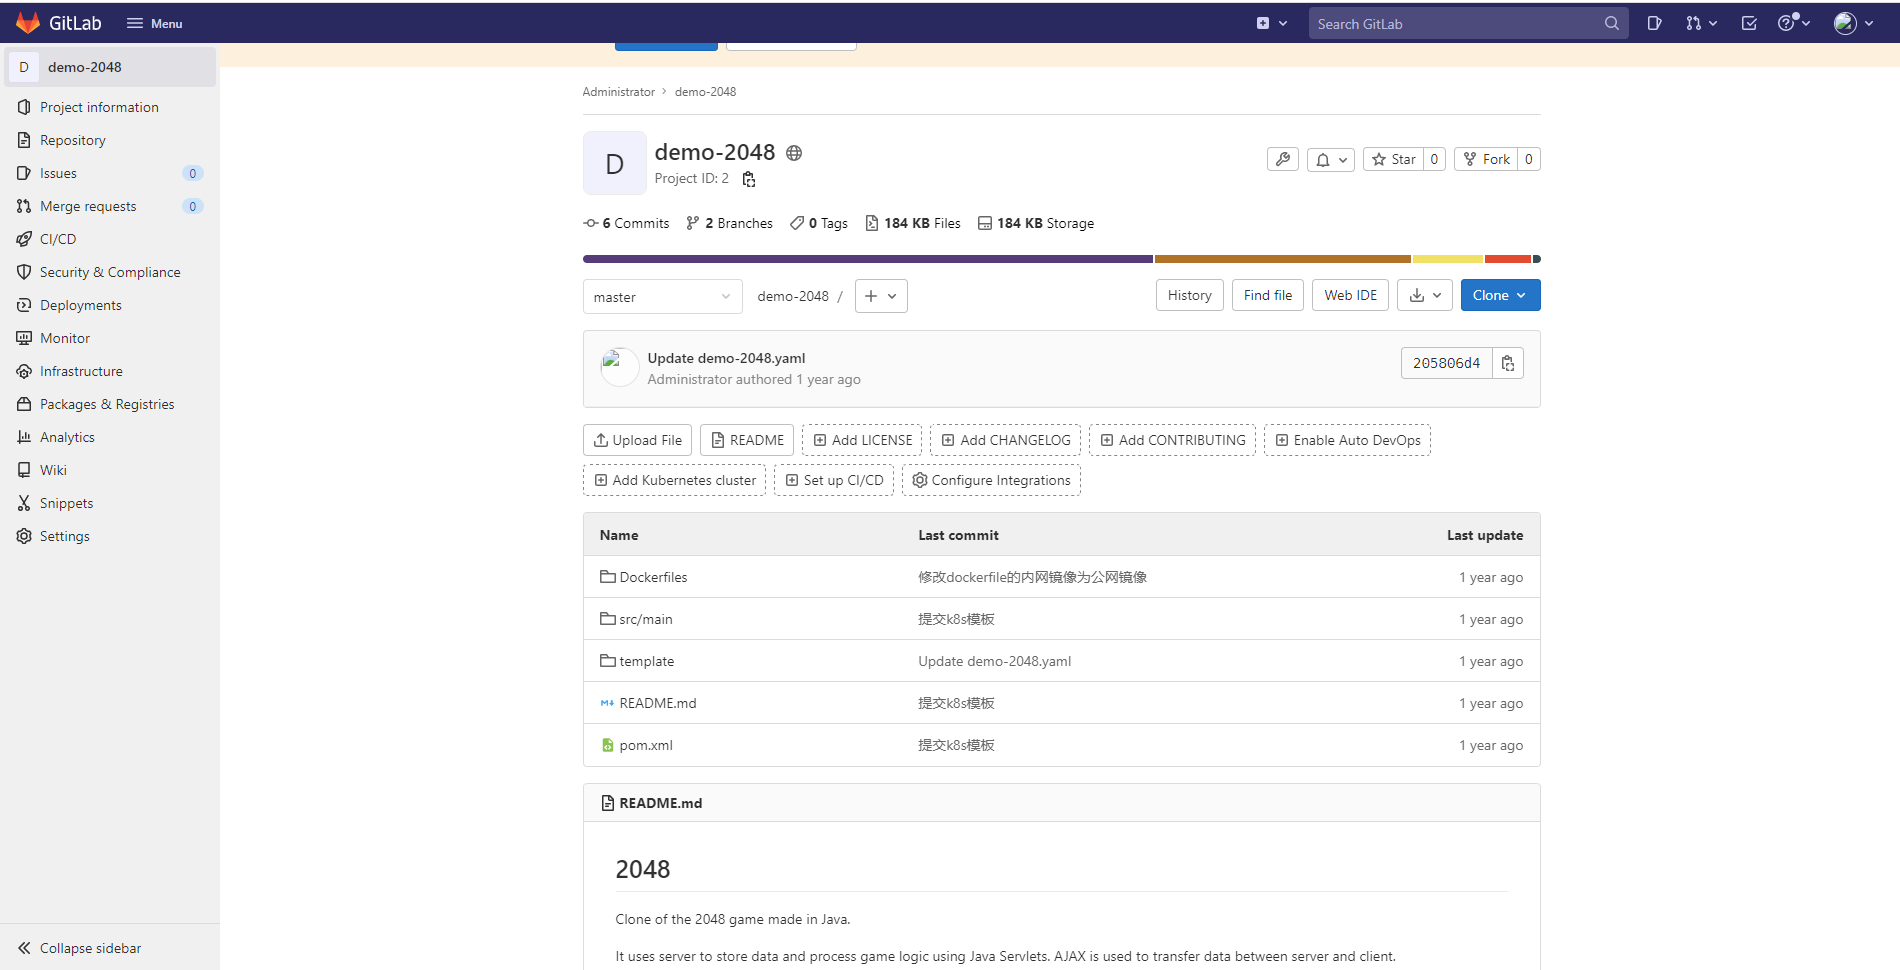 GitLab Menu Search GitLab
D demo-2048
Project information
Repository
Issues 0
Merge requests 0
CI/CD
Security & Compliance
Deployments
Monitor
Infrastructure
Packages & Registries
Analytics
Wiki
Snippets
Settings
Collapse sidebar
Administrator > demo-2048
D
demo-2048
Project ID: 2
Star 0 Fork 0
6 Commits 2 Branches 0 Tags 184 KB Files 184 KB Storage
master demo-2048 / History Find file Web IDE Clone
Update demo-2048.yaml
Administrator authored 1 year ago
205806d4
Upload File README Add LICENSE Add CHANGELOG Add CONTRIBUTING Enable Auto DevOps
Add Kubernetes cluster Set up CI/CD Configure Integrations
Name Last commit Last update
Dockerfiles 修改dockerfile的内网镜像为公网镜像 1 year ago
src/main 提交k8s模板 1 year ago
template Update demo-2048.yaml 1 year ago
README.md 提交k8s模板 1 year ago
pom.xml 提交k8s模板 1 year ago
README.md
2048
Clone of the 2048 game made in Java.
It uses server to store data and process game logic using Java Servlets. AJAX is used to transfer data between server and client.